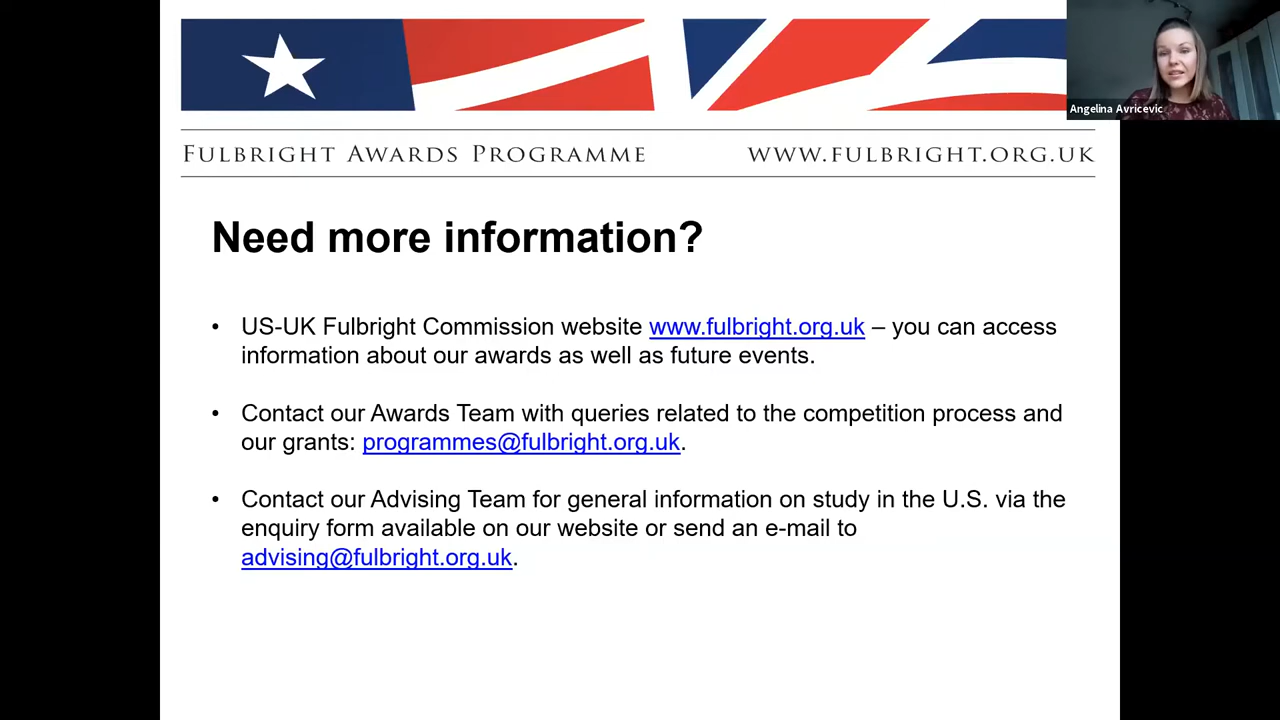 Angelina Avricevic
FULBRIGHT AWARDS PROGRAMME
WWW.FULBRIGHT.ORG.UK
Need more information?
• US-UK Fulbright Commission website www.fulbright.org.uk – you can access
information about our awards as well as future events.
• Contact our Awards Team with queries related to the competition process and
our grants: programmes@fulbright.org.uk.
• Contact our Advising Team for general information on study in the U.S. via the
enquiry form available on our website or send an e-mail to
advising@fulbright.org.uk.